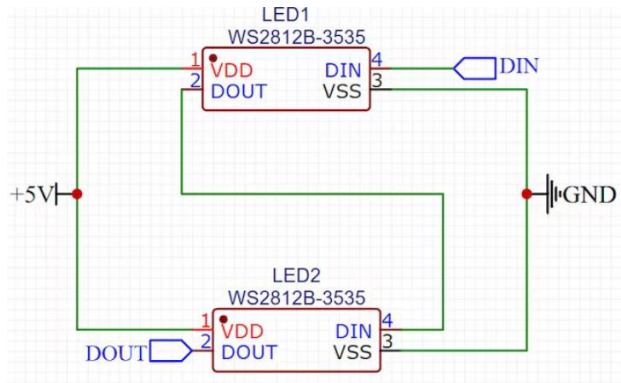 LED1
WS2812B-3535
1 VDD DIN 4 DIN
2 DOUT VSS 3
+5V GND
LED2
WS2812B-3535
1 VDD DIN 4
DOUT 2 DOUT VSS 3